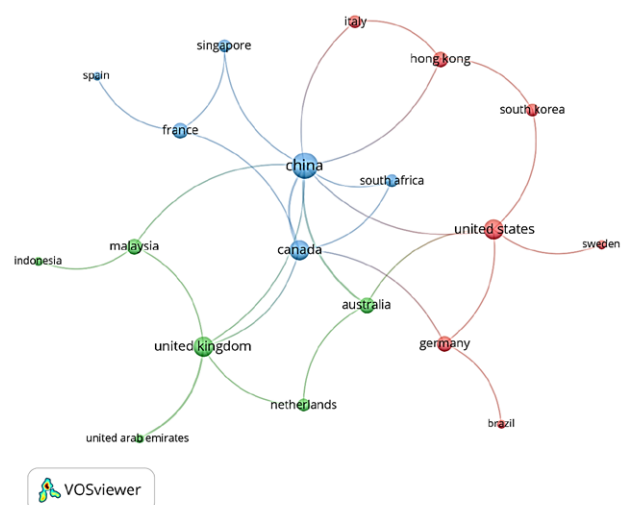 italy
singapore
hong kong
spain
south korea
france
china
south africa
united states
malaysia
canada
sweden
indonesia
australia
united kingdom
germany
netherlands
brazil
united arab emirates
VOSviewer